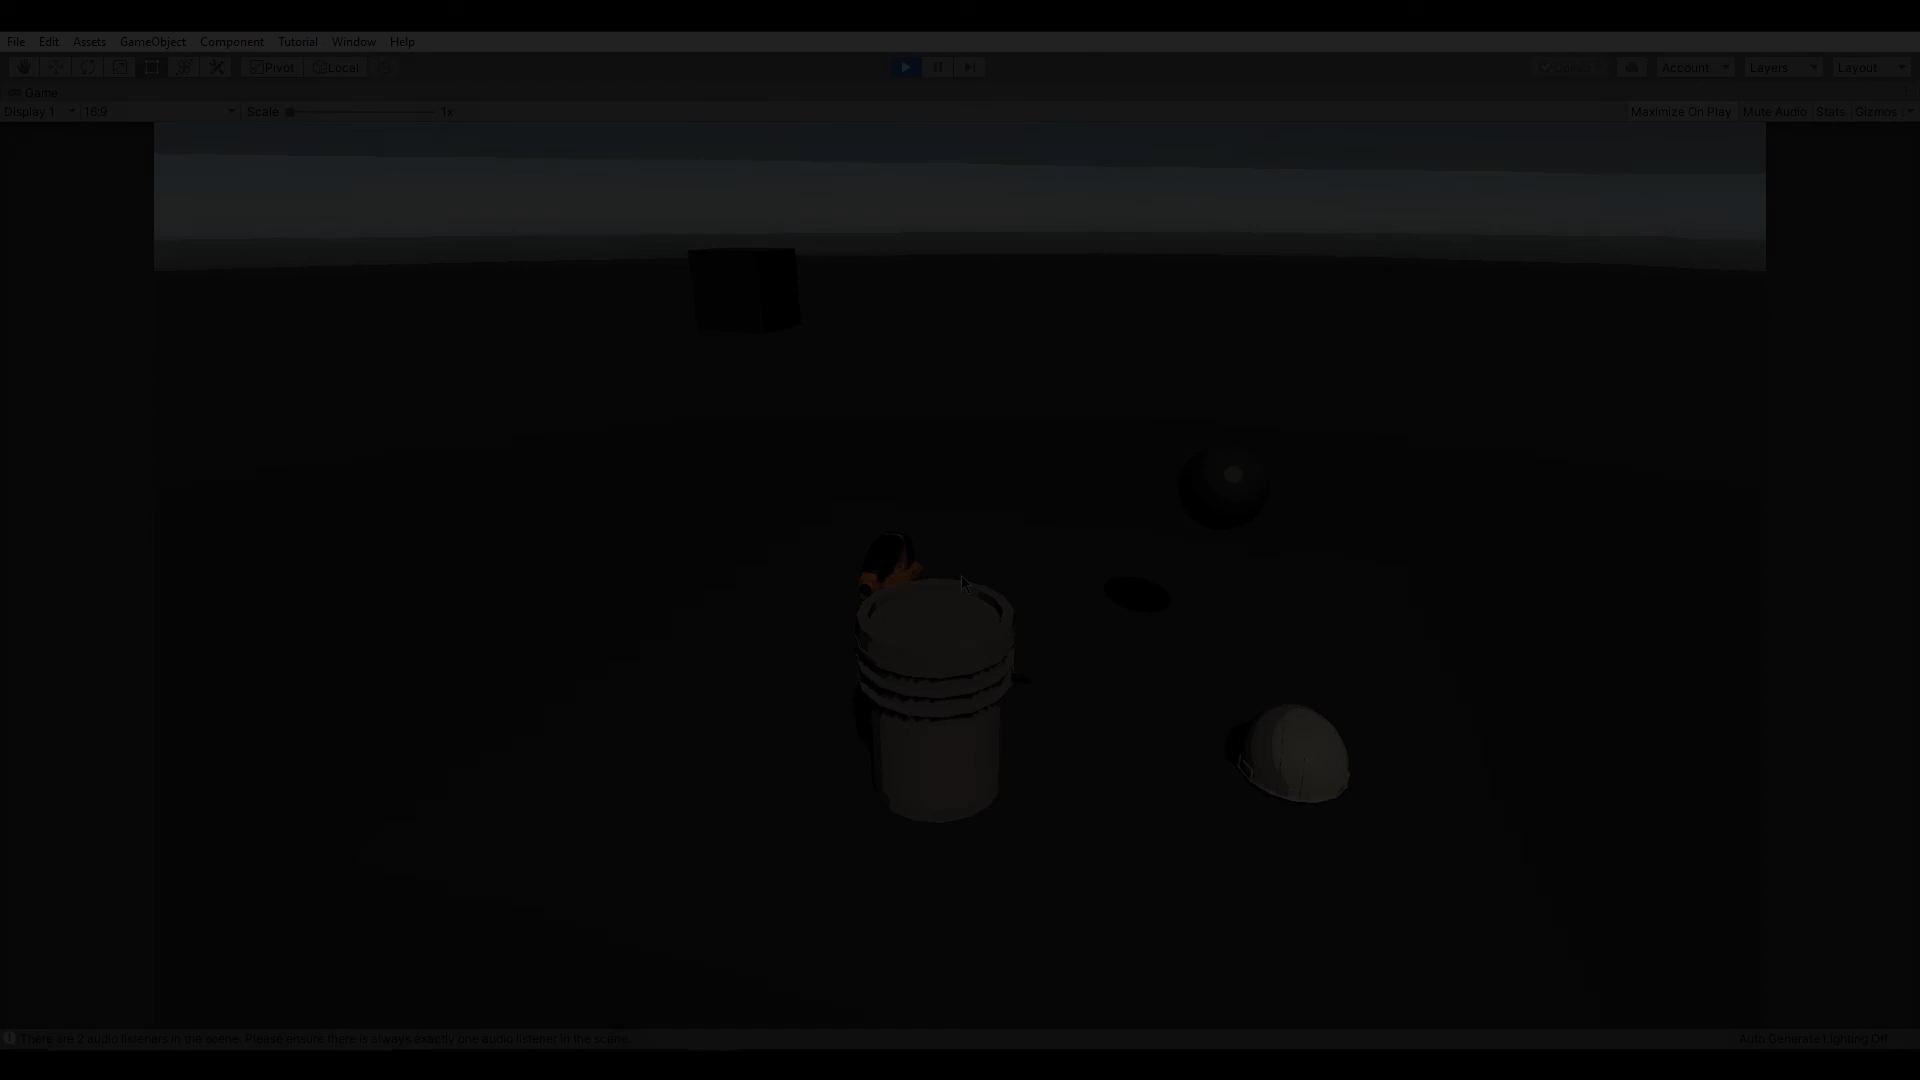 File Edit Assets GameObject Component Tutorial Window Help
Pivot Local Account Layers Layout
Game
Display 1 16:9 Scale 1x Maximize On Play Mute Audio Stats Gizmos
There are 2 audio listeners in the scene. Please ensure there is always exactly one audio listener in the scene.
Auto Generate Lighting Off